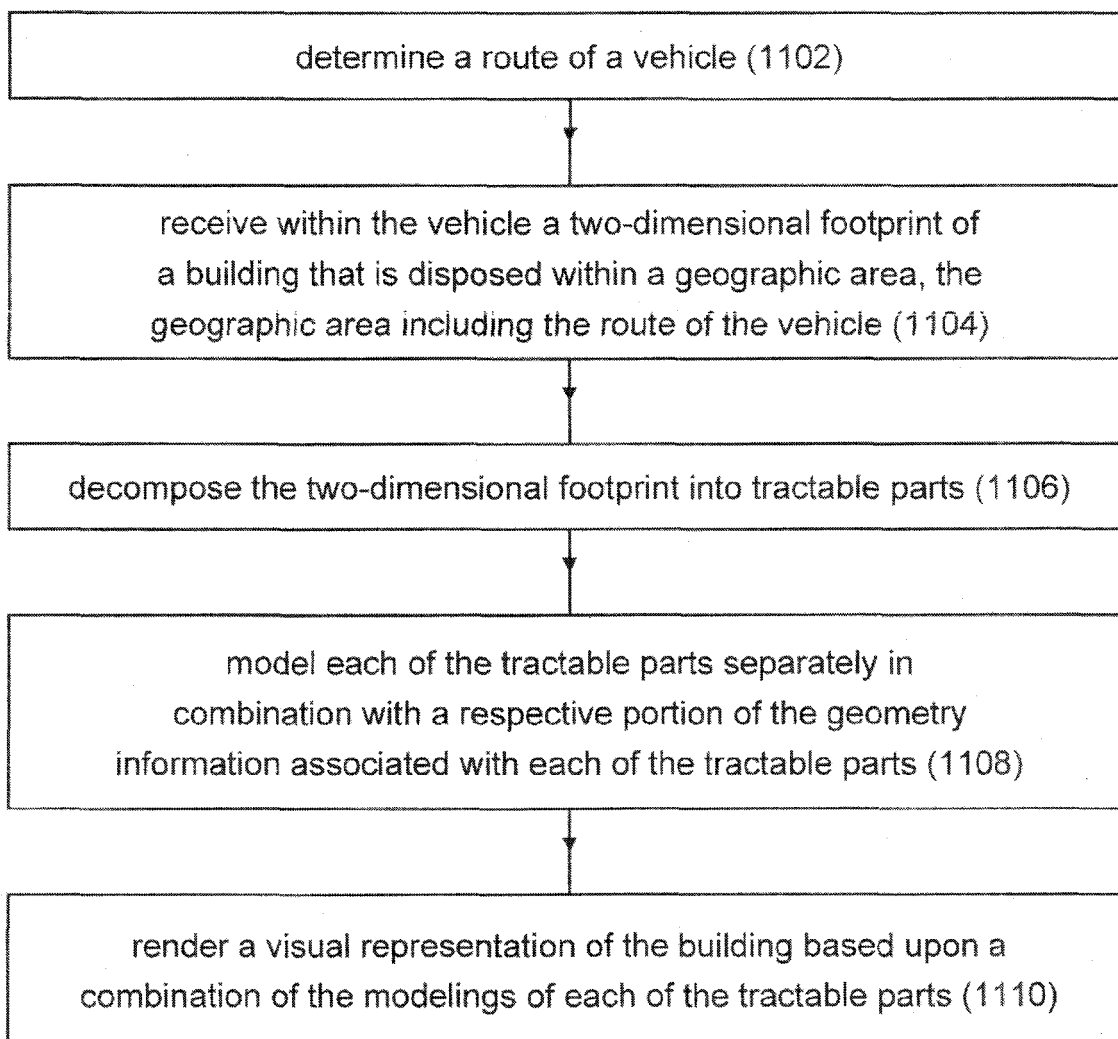 determine a route of a vehicle (1102)
receive within the vehicle a two-dimensional footprint of
a building that is disposed within a geographic area, the
geographic area including the route of the vehicle (1104)
decompose the two-dimensional footprint into tractable parts (1106)
model each of the tractable parts separately in
combination with a respective portion of the geometry
information associated with each of the tractable parts (1108)
render a visual representation of the building based upon a
combination of the modelings of each of the tractable parts (1110)